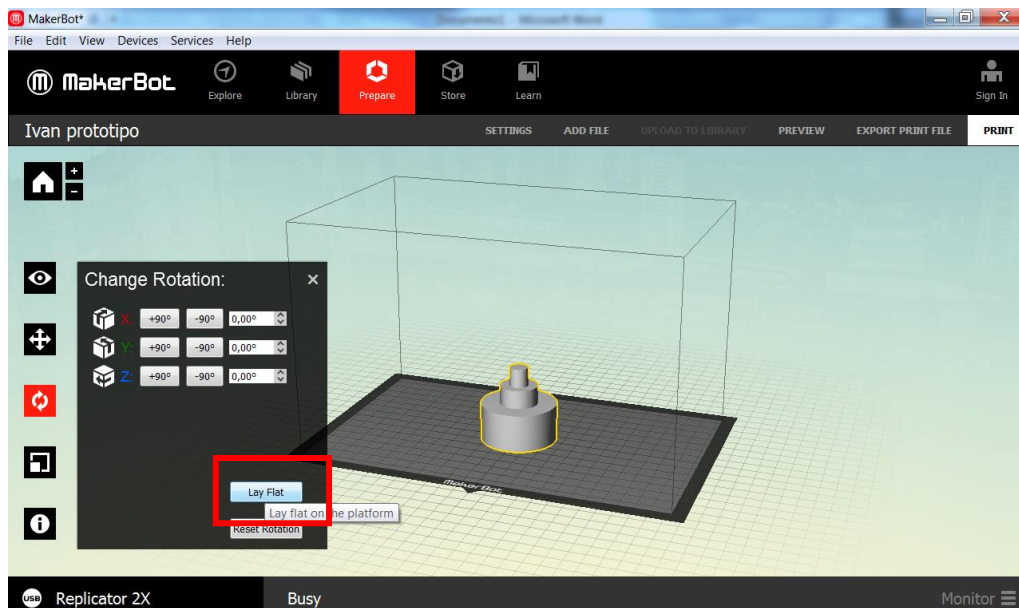 MakerBot*
Documento1 - Microsoft Word
File Edit View Devices Services Help
MakerBot
Explore Library Prepare Store Learn Sign In
Ivan prototipo SETTINGS ADD FILE UPLOAD TO LIBRARY PREVIEW EXPORT PRINT FILE PRINT
+
-
Change Rotation: ×
X: +90° -90° 0,00°
Y: +90° -90° 0,00°
Z: +90° -90° 0,00°
MakerBot
Lay Flat
Lay flat on the platform
Reset Rotation
USB Replicator 2X Busy Monitor